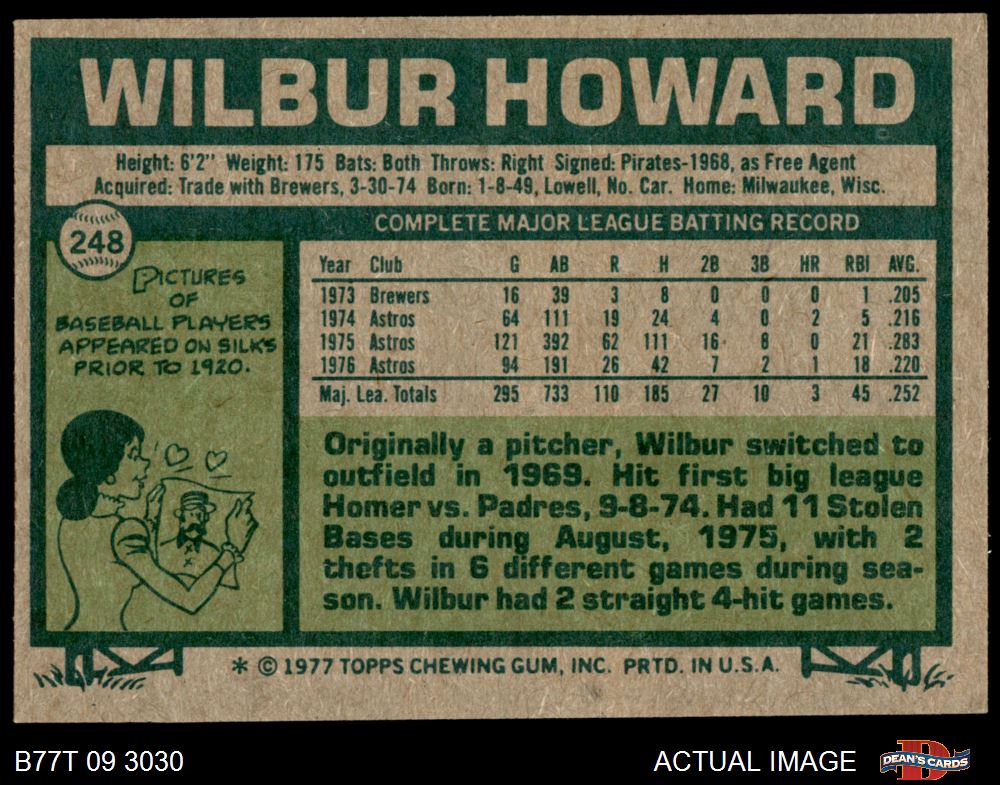 WILBUR HOWARD
Height: 6'2" Weight: 175 Bats: Both Throws: Right Signed: Pirates-1968, as Free Agent
Acquired: Trade with Brewers, 3-30-74 Born: 1-8-49, Lowell, No. Car. Home: Milwaukee, Wisc.
248
PICTURES
OF
BASEBALL PLAYERS
APPEARED ON SILKS
PRIOR TO 1920.
COMPLETE MAJOR LEAGUE BATTING RECORD
Year Club G AB R H 2B 3B HR RBI AVG.
1973 Brewers 16 39 3 8 0 0 0 1 .205
1974 Astros 64 111 19 24 4 0 2 5 .216
1975 Astros 121 392 62 111 16 8 0 21 .283
1976 Astros 94 191 26 42 7 2 1 18 .220
Maj. Lea. Totals 295 733 110 185 27 10 3 45 .252
Originally a pitcher, Wilbur switched to
outfield in 1969. Hit first big league
Homer vs. Padres, 9-8-74. Had 11 Stolen
Bases during August, 1975, with 2
thefts in 6 different games during sea-
son. Wilbur had 2 straight 4-hit games.
* © 1977 TOPPS CHEWING GUM, INC. PRTD. IN U.S.A.
B77T 09 3030
ACTUAL IMAGE
D
DEAN'S CARDS